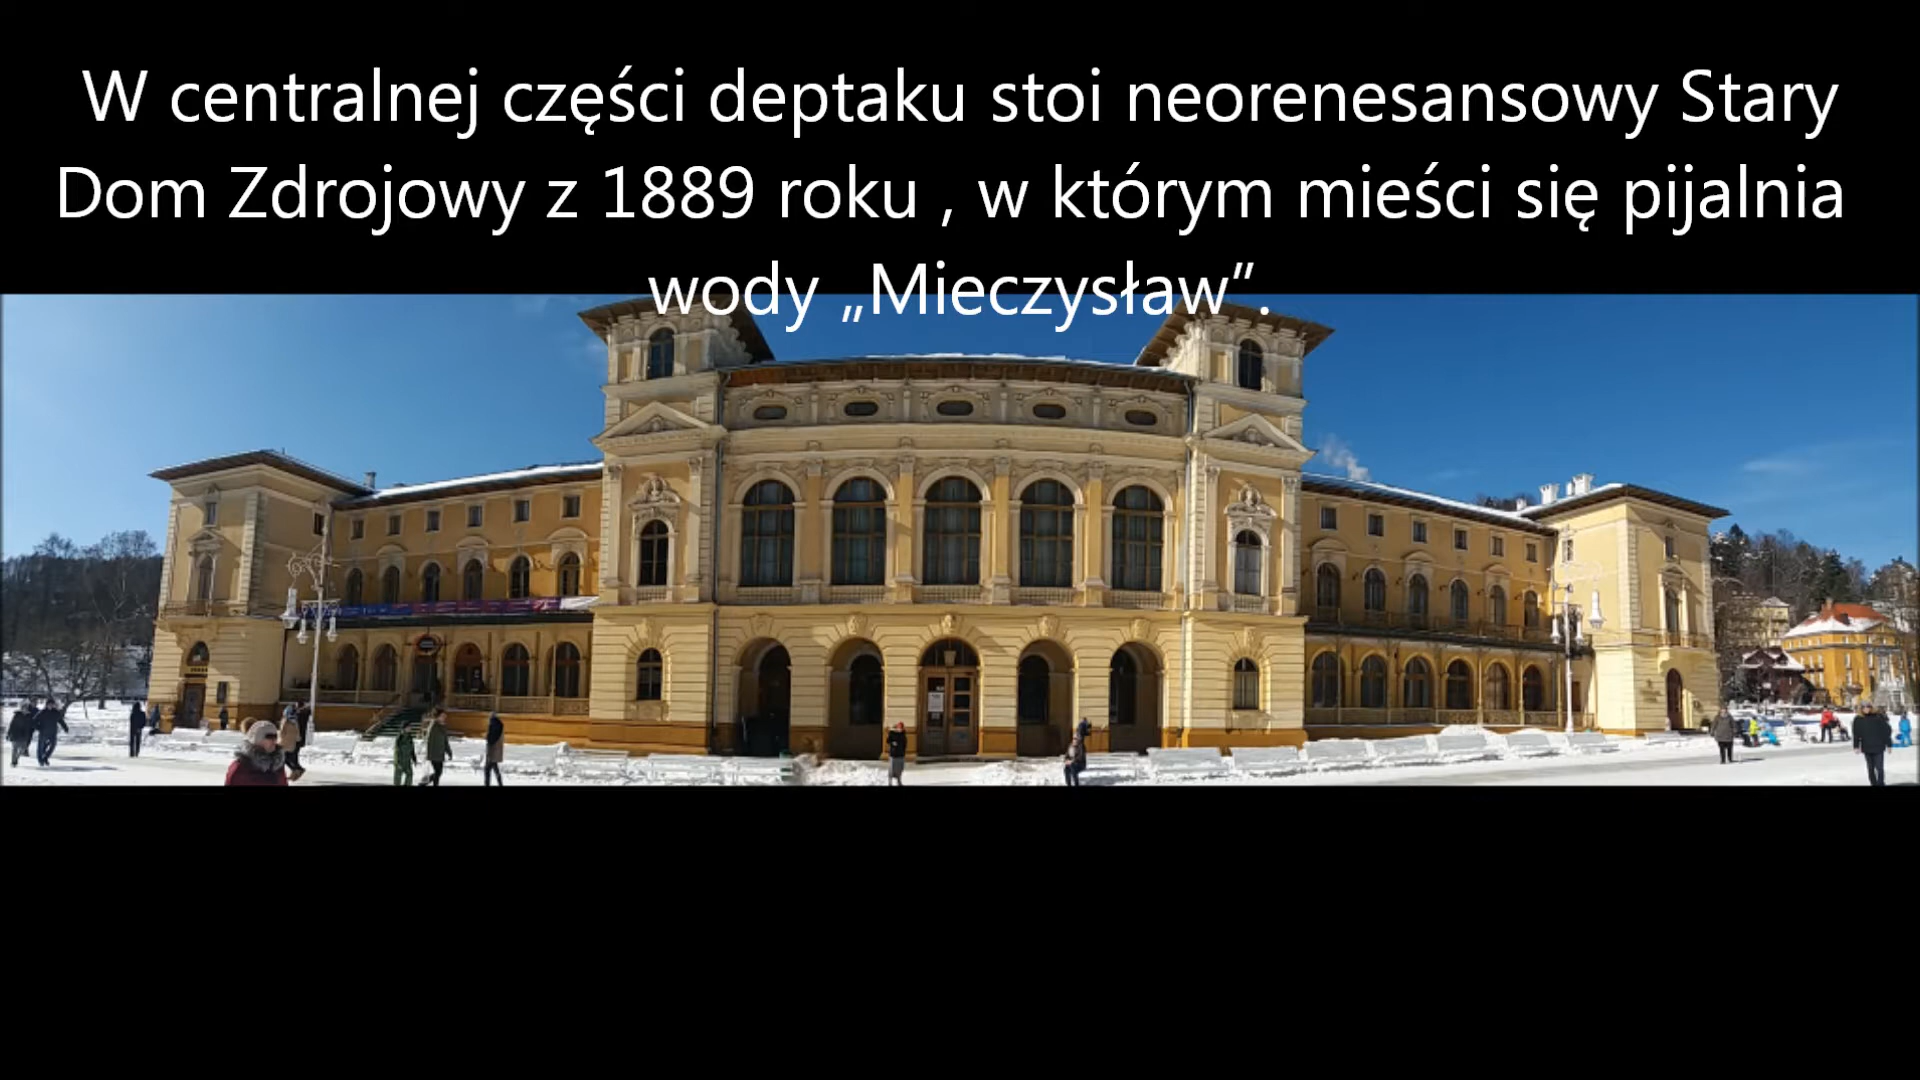 W centralnej części deptaku stoi neorenesansowy Stary
Dom Zdrojowy z 1889 roku , w którym mieści się pijalnia
wody „Mieczysław”.